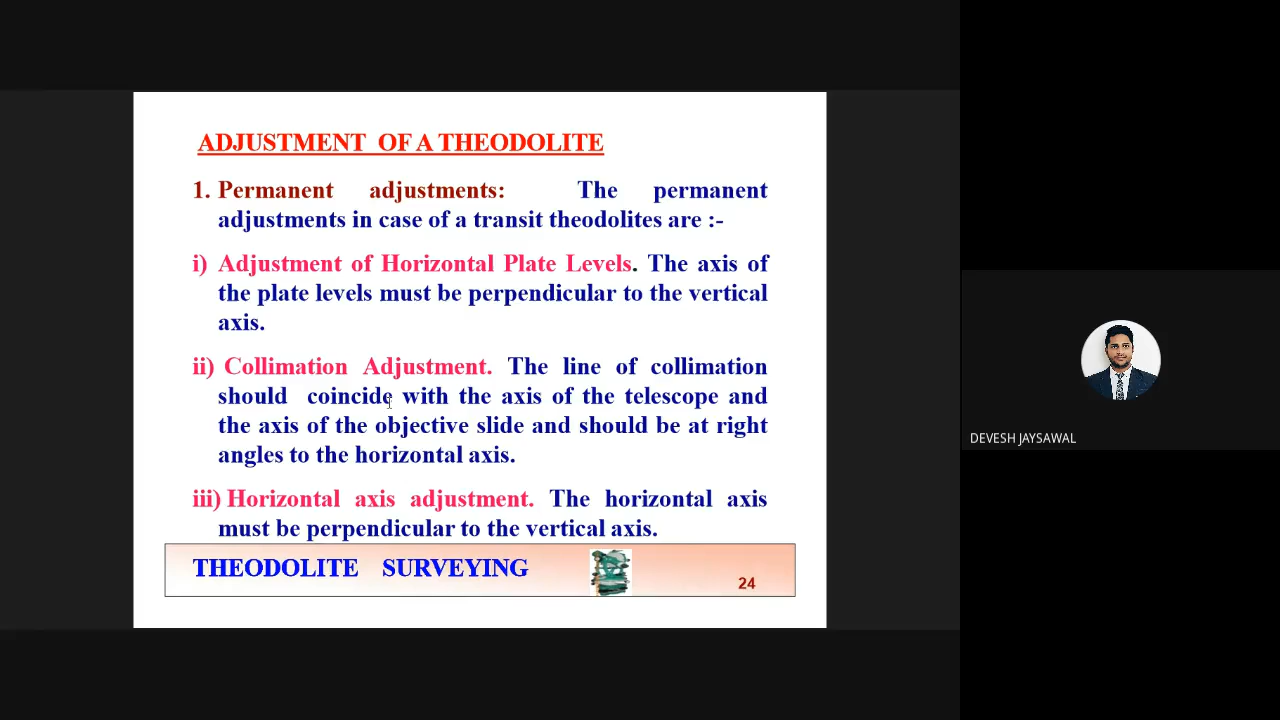 ADJUSTMENT OF A THEODOLITE
1. Permanent adjustments: The permanent
adjustments in case of a transit theodolites are :-
i) Adjustment of Horizontal Plate Levels. The axis of
the plate levels must be perpendicular to the vertical
axis.
ii) Collimation Adjustment. The line of collimation
should coincide with the axis of the telescope and
the axis of the objective slide and should be at right
angles to the horizontal axis.
iii) Horizontal axis adjustment. The horizontal axis
must be perpendicular to the vertical axis.
THEODOLITE SURVEYING
24
DEVESH JAYSAWAL